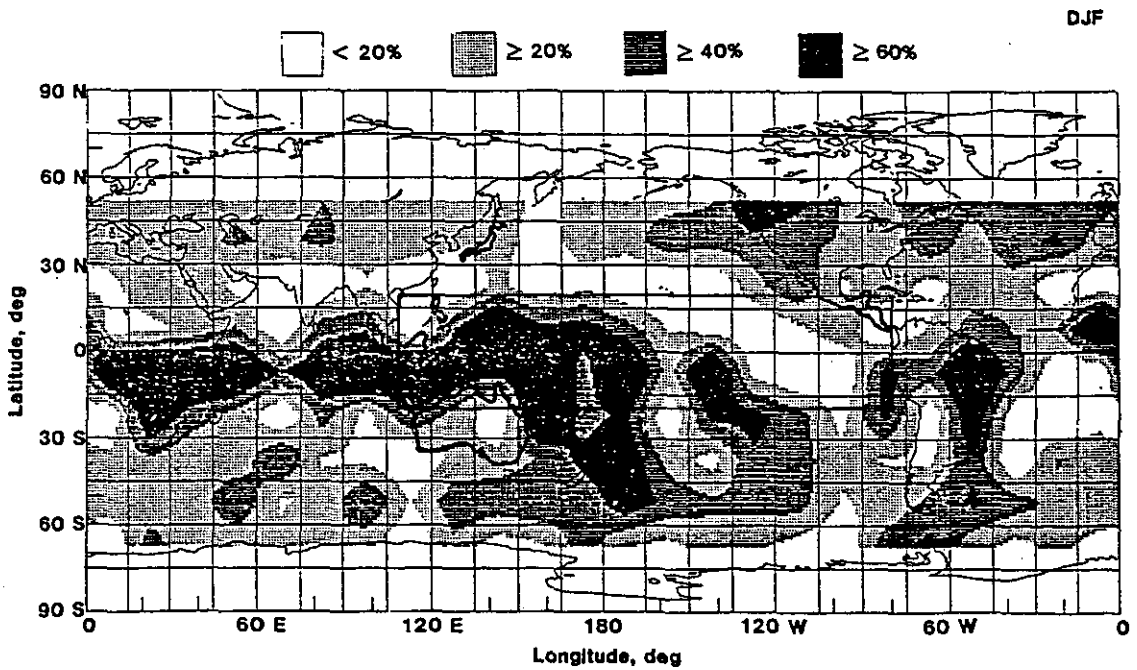 DJF
< 20% ≥ 20% ≥ 40% ≥ 60%
90 N
60 N
30 N
0
30 S
60 S
90 S
Latitude, deg
0 60 E 120 E 180 120 W 60 W 0
Longitude, deg